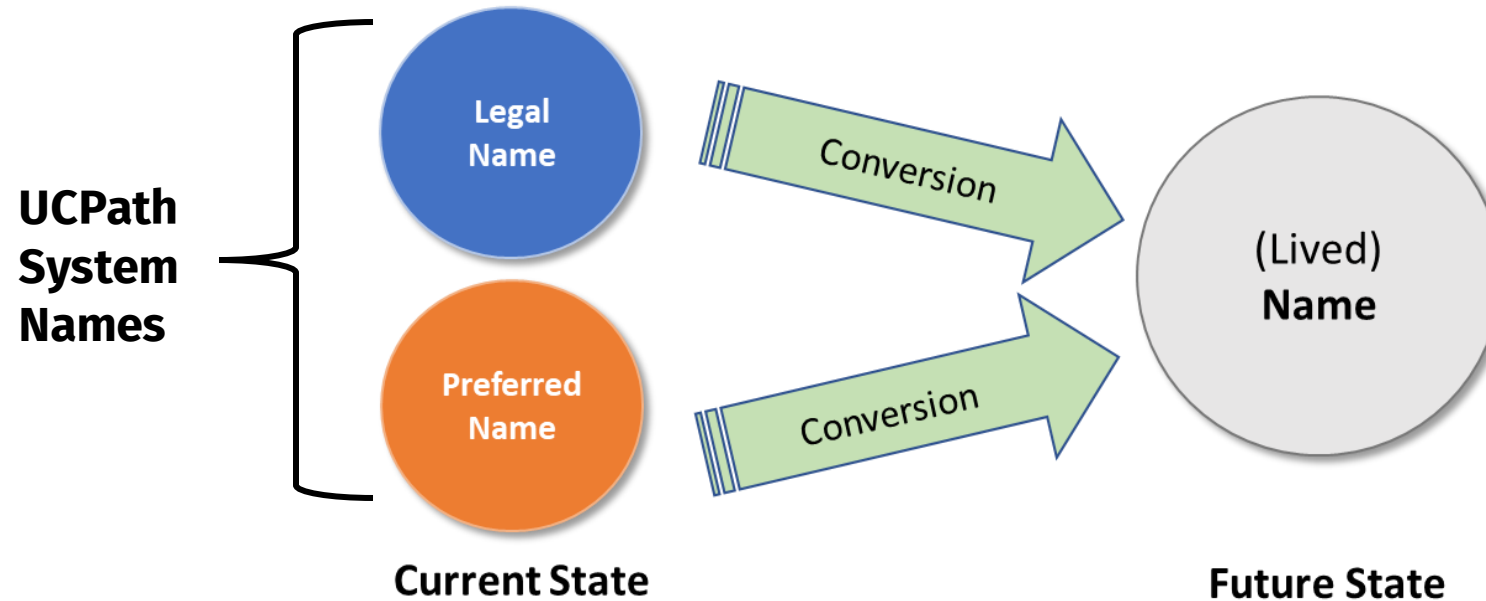 UCPath
System
Names
Legal
Name
Preferred
Name
Current State
Conversion
Conversion
(Lived)
Name
Future State